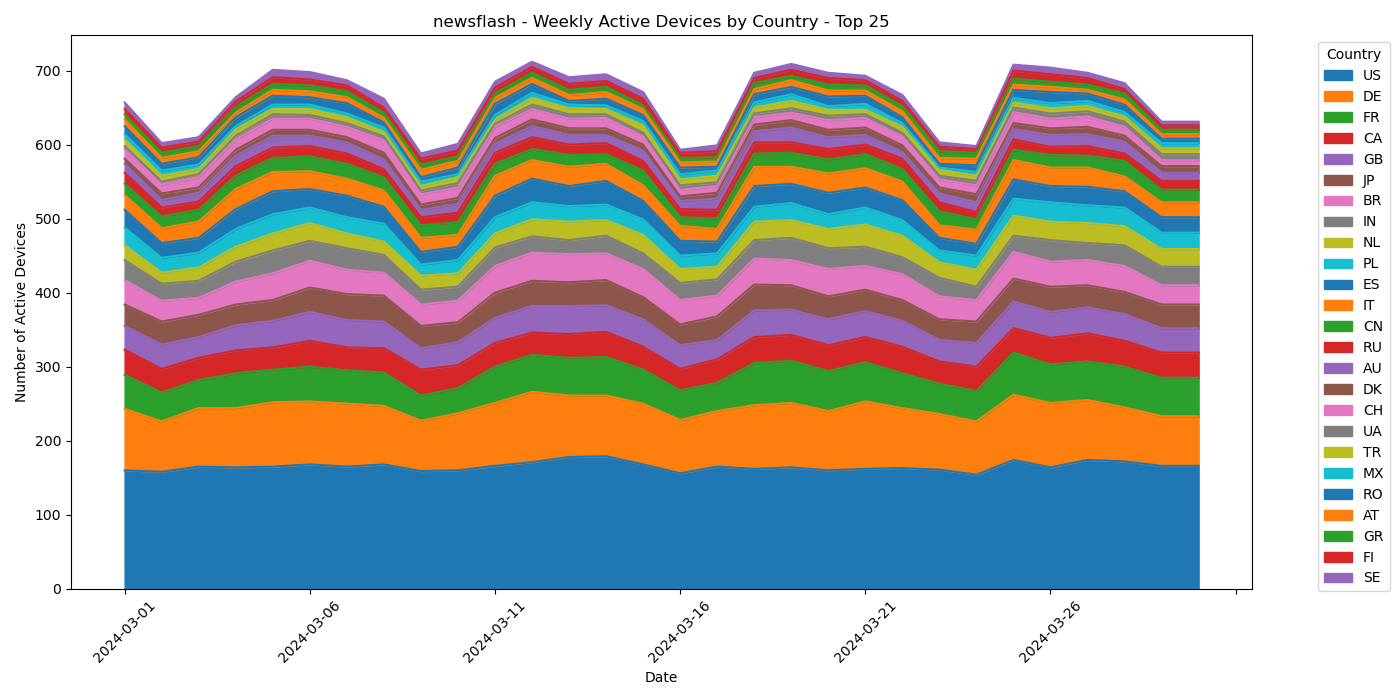 newsflash - Weekly Active Devices by Country - Top 25
Number of Active Devices
700
600
500
400
300
200
100
0
2024-03-01
2024-03-06
2024-03-11
2024-03-16
2024-03-21
2024-03-26
Date
Country
US
DE
FR
CA
GB
JP
BR
IN
NL
PL
ES
IT
CN
RU
AU
DK
CH
UA
TR
MX
RO
AT
GR
FI
SE